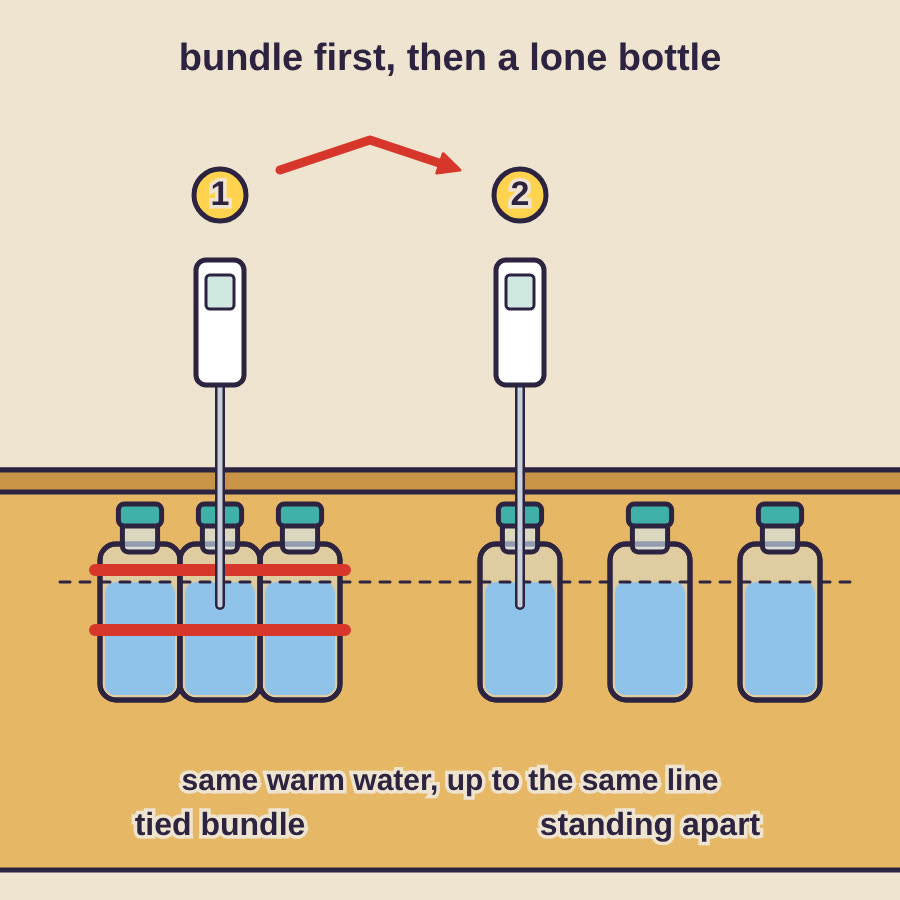 bundle first, then a lone bottle
1
2
same warm water, up to the same line
tied bundle
standing apart